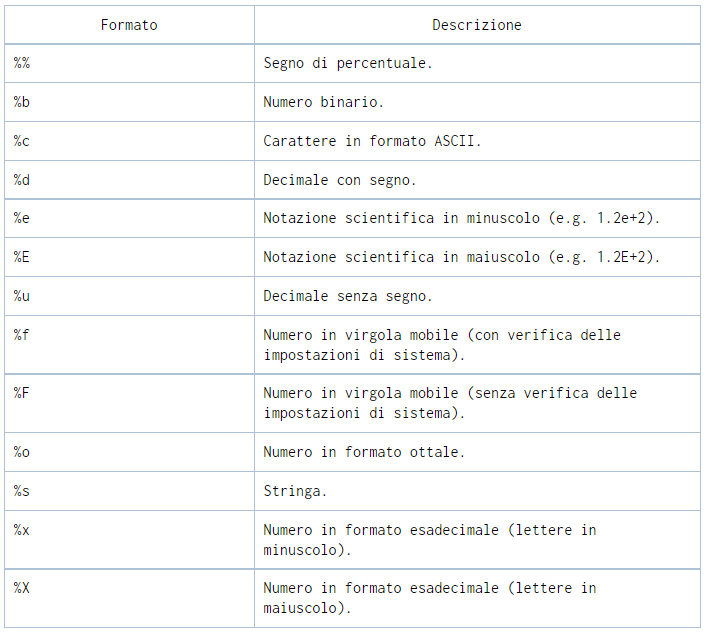 Formato Descrizione
%% Segno di percentuale.
%b Numero binario.
%c Carattere in formato ASCII.
%d Decimale con segno.
%e Notazione scientifica in minuscolo (e.g. 1.2e+2).
%E Notazione scientifica in maiuscolo (e.g. 1.2E+2).
%u Decimale senza segno.
%f Numero in virgola mobile (con verifica delle
impostazioni di sistema).
%F Numero in virgola mobile (senza verifica delle
impostazioni di sistema).
%o Numero in formato ottale.
%s Stringa.
%x Numero in formato esadecimale (lettere in
minuscolo).
%X Numero in formato esadecimale (lettere in
maiuscolo).